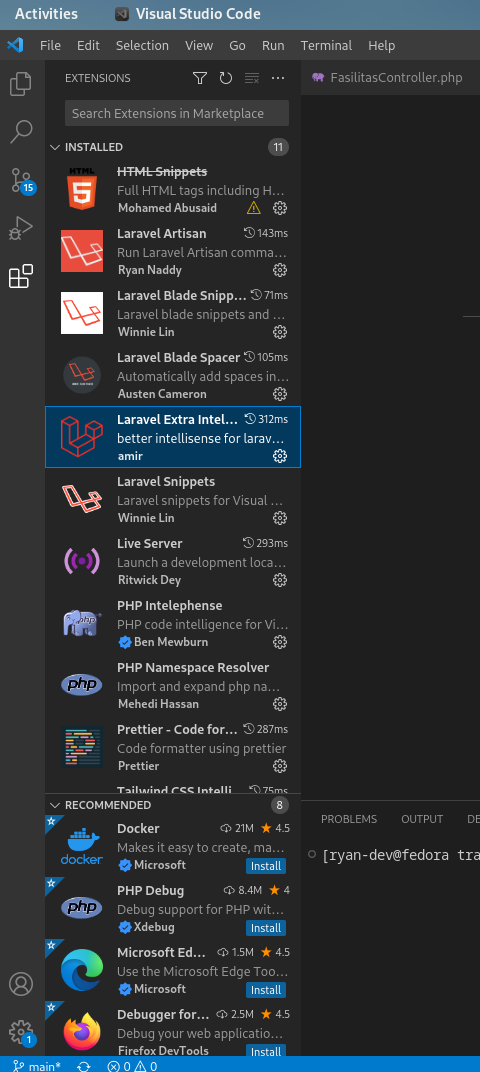 Activities Visual Studio Code
File Edit Selection View Go Run Terminal Help
EXTENSIONS
FasilitasController.php
Search Extensions in Marketplace
INSTALLED 11
HTML Snippets
Full HTML tags including H...
Mohamed Abusaid
15
Laravel Artisan 143ms
Run Laravel Artisan comma...
Ryan Naddy
Laravel Blade Snipp... 71ms
Laravel blade snippets and ...
Winnie Lin
Laravel Blade Spacer 105ms
Automatically add spaces in...
Austen Cameron
Laravel Extra Intel... 312ms
better intellisense for larav...
amir
Laravel Snippets
Laravel snippets for Visual ...
Winnie Lin
Live Server 293ms
Launch a development loca...
Ritwick Dey
php
PHP Intelephense
PHP code intelligence for Vi...
Ben Mewburn
php
PHP Namespace Resolver
Import and expand php na...
Mehedi Hassan
Prettier - Code for... 287ms
Code formatter using prettier
Prettier
Tailwind CSS Intelli... 75ms
RECOMMENDED 8
docker
Docker 21M 4.5
Makes it easy to create, ma...
Microsoft Install
php
PHP Debug 8.4M 4
Debug support for PHP wit...
Xdebug Install
Microsoft Ed... 1.5M 4.5
Use the Microsoft Edge Too...
Microsoft Install
Debugger for... 2.5M 4.5
Debug your web applicatio...
Firefox DevTools Install
PROBLEMS OUTPUT DE
[ryan-dev@fedora tra
1
main* 0 0